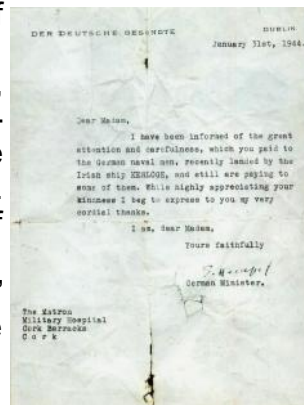 DER DEUTSCHE GESANDTE
DUBLIN
January 31st, 1944.
Dear Madam,
I have been informed of the great
attention and carefulness, which you paid to
the German naval men, recently landed by the
Irish ship KERLOGE, and still are paying to
some of them. While highly appreciating your
kindness I beg to express to you my very
cordial thanks.
I am, dear Madam,
Yours faithfully
German Minister.
The Matron
Military Hospital
Cork Barracks
C o r k